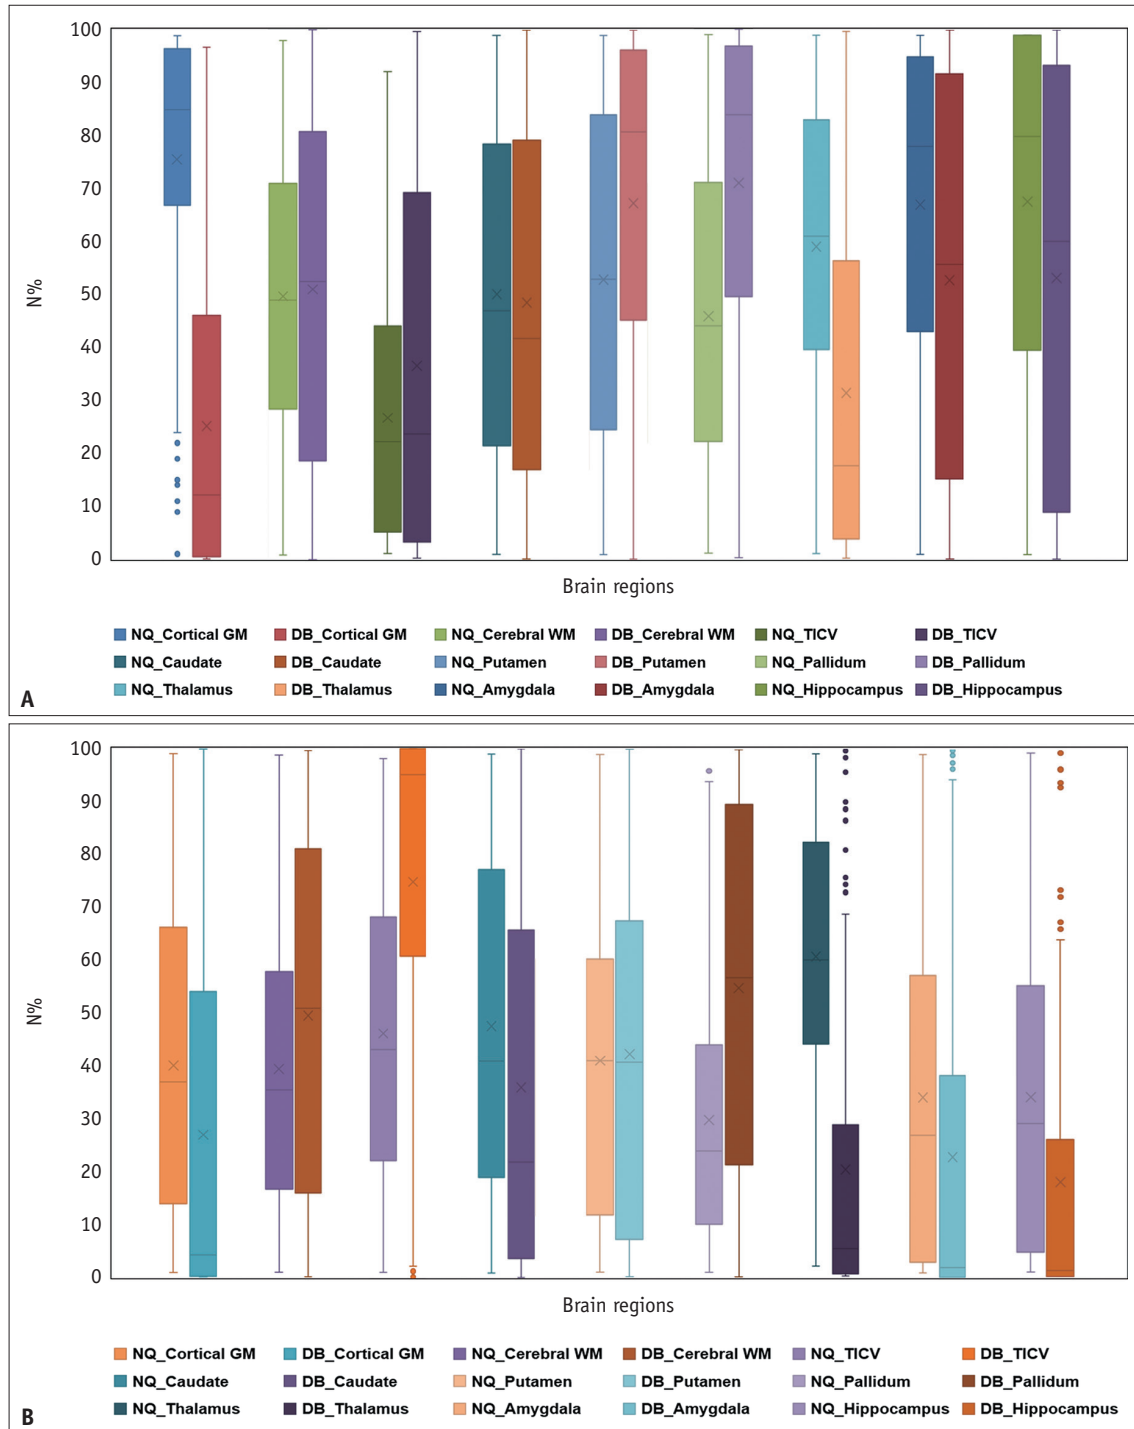 100
90
80
70
60
50
40
30
20
10
0
N%
Brain regions
NQ_Cortical GM DB_Cortical GM NQ_Cerebral WM DB_Cerebral WM NQ_TICV DB_TICV
NQ_Caudate DB_Caudate NQ_Putamen DB_Putamen NQ_Pallidum DB_Pallidum
NQ_Thalamus DB_Thalamus NQ_Amygdala DB_Amygdala NQ_Hippocampus DB_Hippocampus
A
100
90
80
70
60
50
40
30
20
10
0
N%
Brain regions
NQ_Cortical GM DB_Cortical GM NQ_Cerebral WM DB_Cerebral WM NQ_TICV DB_TICV
NQ_Caudate DB_Caudate NQ_Putamen DB_Putamen NQ_Pallidum DB_Pallidum
NQ_Thalamus DB_Thalamus NQ_Amygdala DB_Amygdala NQ_Hippocampus DB_Hippocampus
B